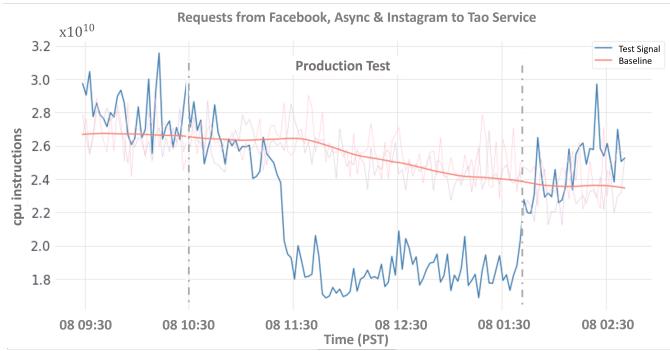 Requests from Facebook, Async & Instagram to Tao Service
x10¹⁰
3.2
3.0
2.8
2.6
2.4
2.2
2.0
1.8
cpu instructions
Production Test
Test Signal
Baseline
08 09:30
08 10:30
08 11:30
08 12:30
08 01:30
08 02:30
Time (PST)